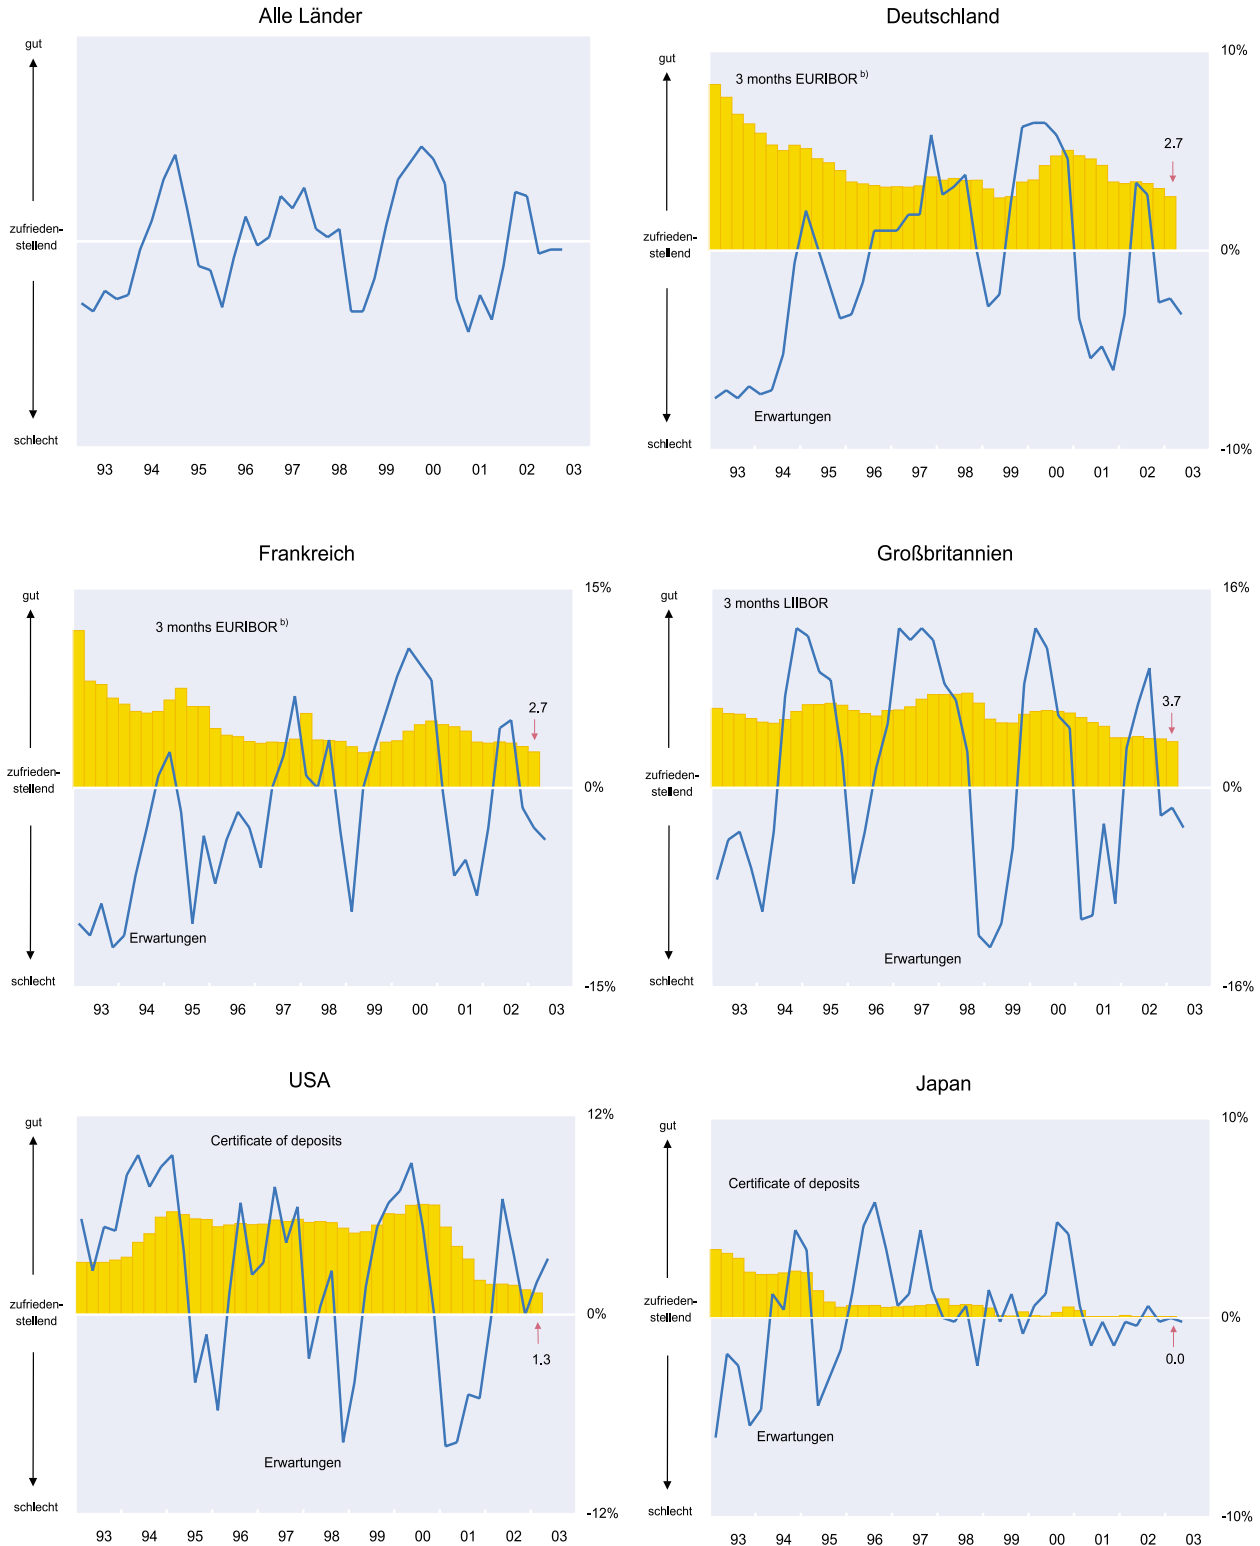 Alle Länder
gut
zufrieden-
stellend
schlecht
93 94 95 96 97 98 99 00 01 02 03
Deutschland
gut
10%
3 months EURIBOR b)
2.7
zufrieden-
stellend
0%
Erwartungen
schlecht
-10%
93 94 95 96 97 98 99 00 01 02 03
Frankreich
gut
15%
3 months EURIBOR b)
2.7
zufrieden-
stellend
0%
Erwartungen
schlecht
-15%
93 94 95 96 97 98 99 00 01 02 03
Großbritannien
gut
16%
3 months LIIBOR
3.7
zufrieden-
stellend
0%
Erwartungen
schlecht
-16%
93 94 95 96 97 98 99 00 01 02 03
USA
gut
12%
Certificate of deposits
zufrieden-
stellend
0%
1.3
Erwartungen
schlecht
-12%
93 94 95 96 97 98 99 00 01 02 03
Japan
gut
10%
Certificate of deposits
zufrieden-
stellend
0%
0.0
Erwartungen
schlecht
-10%
93 94 95 96 97 98 99 00 01 02 03